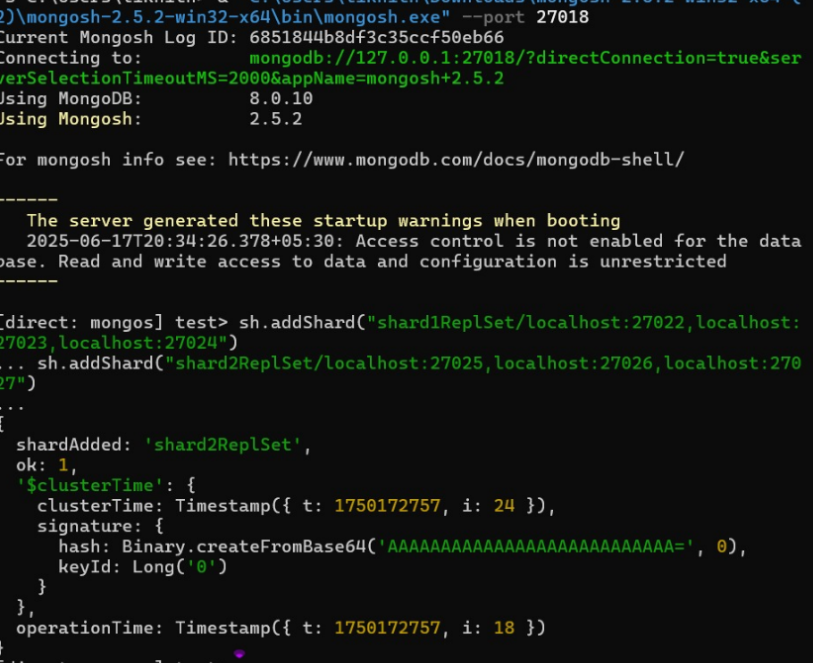 2)\mongosh-2.5.2-win32-x64\bin\mongosh.exe" --port 27018
Current Mongosh Log ID: 6851844b8df3c35ccf50eb66
Connecting to: mongodb://127.0.0.1:27018/?directConnection=true&ser
verSelectionTimeoutMS=2000&appName=mongosh+2.5.2
Using MongoDB: 8.0.10
Using Mongosh: 2.5.2
For mongosh info see: https://www.mongodb.com/docs/mongodb-shell/
------
The server generated these startup warnings when booting
2025-06-17T20:34:26.378+05:30: Access control is not enabled for the data
base. Read and write access to data and configuration is unrestricted
------
[direct: mongos] test> sh.addShard("shard1ReplSet/localhost:27022,localhost:
27023,localhost:27024")
... sh.addShard("shard2ReplSet/localhost:27025,localhost:27026,localhost:270
27")
...
{
shardAdded: 'shard2ReplSet',
ok: 1,
'$clusterTime': {
clusterTime: Timestamp({ t: 1750172757, i: 24 }),
signature: {
hash: Binary.createFromBase64('AAAAAAAAAAAAAAAAAAAAAAAAAAA=', 0),
keyId: Long('0')
}
},
operationTime: Timestamp({ t: 1750172757, i: 18 })
}